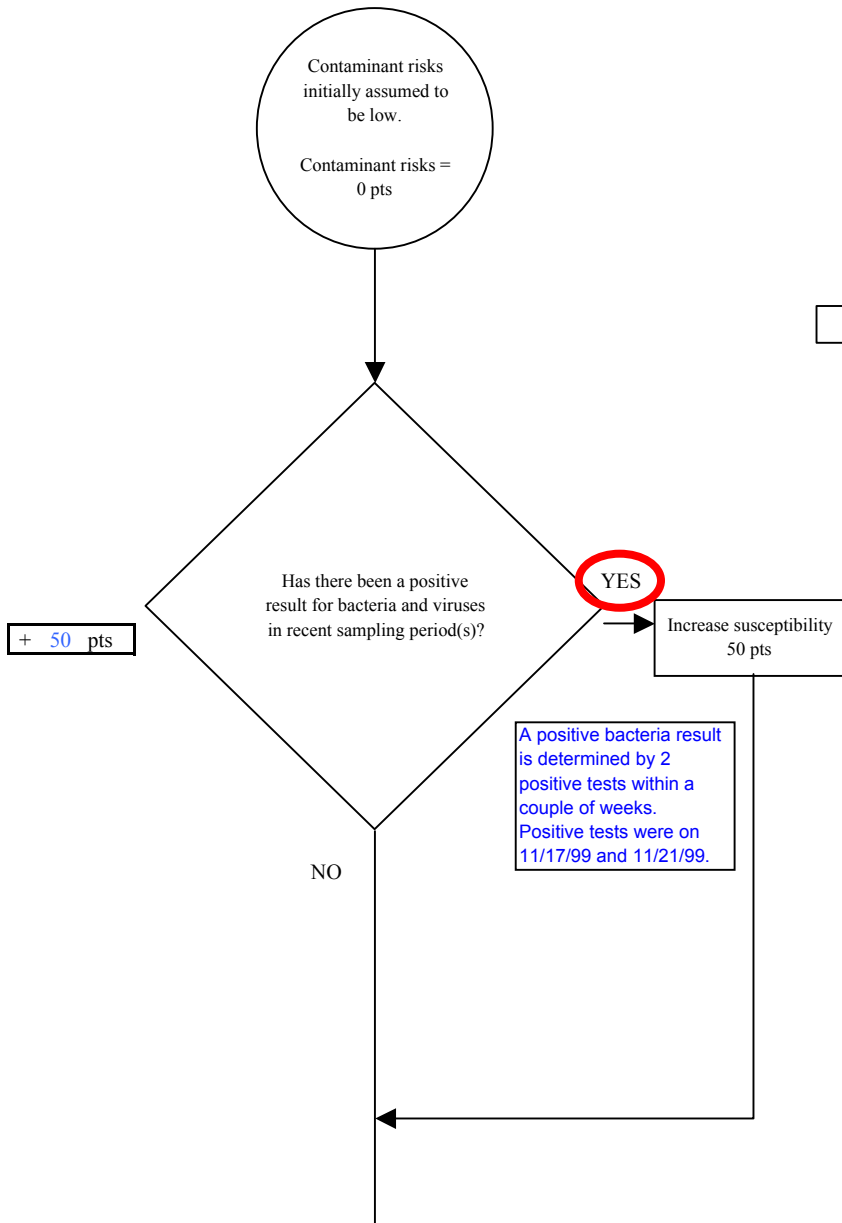 Contaminant risks
initially assumed to
be low.
Contaminant risks =
0 pts
Has there been a positive
result for bacteria and viruses
in recent sampling period(s)?
YES
+ 50 pts
Increase susceptibility
50 pts
A positive bacteria result
is determined by 2
positive tests within a
couple of weeks.
Positive tests were on
11/17/99 and 11/21/99.
NO